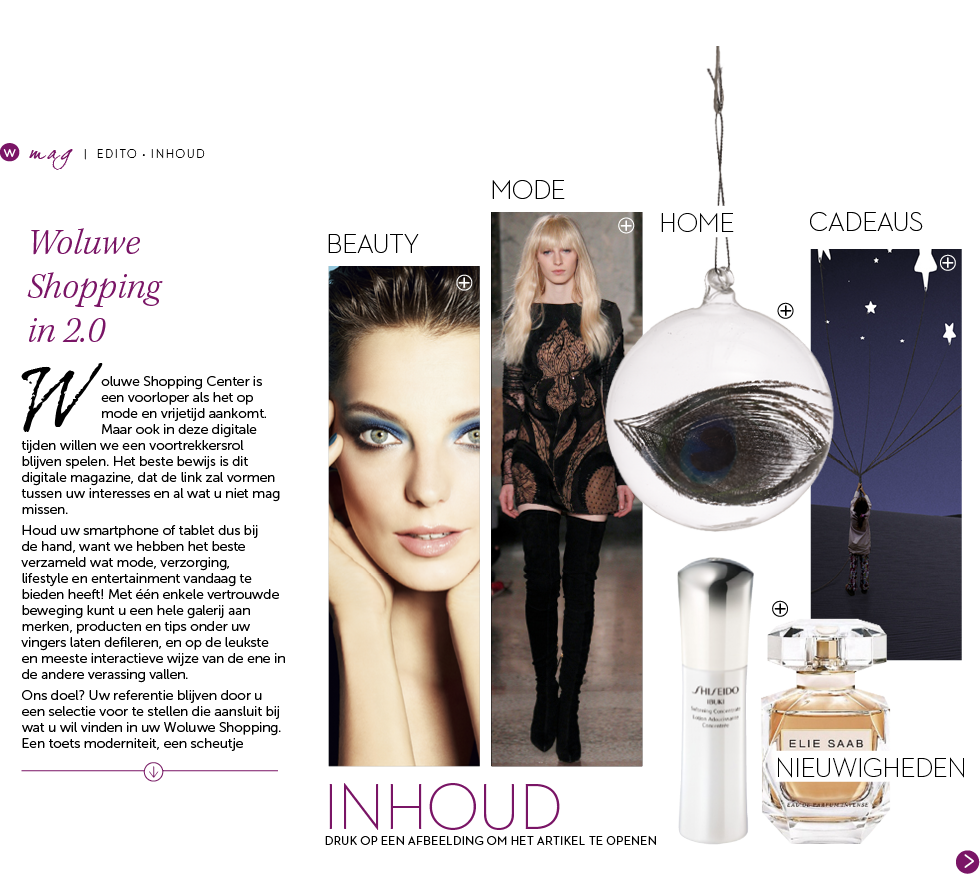 w mag | EDITO • INHOUD
Woluwe
Shopping
in 2.0
Woluwe Shopping Center is
een voorloper als het op
mode en vrijetijd aankomt.
Maar ook in deze digitale
tijden willen we een voortrekkersrol
blijven spelen. Het beste bewijs is dit
digitale magazine, dat de link zal vormen
tussen uw interesses en al wat u niet mag
missen.
Houd uw smartphone of tablet dus bij
de hand, want we hebben het beste
verzameld wat mode, verzorging,
lifestyle en entertainment vandaag te
bieden heeft! Met één enkele vertrouwde
beweging kunt u een hele galerij aan
merken, producten en tips onder uw
vingers laten defileren, en op de leukste
en meeste interactieve wijze van de ene in
de andere verassing vallen.
Ons doel? Uw referentie blijven door u
een selectie voor te stellen die aansluit bij
wat u wil vinden in uw Woluwe Shopping.
Een toets moderniteit, een scheutje
BEAUTY
MODE
HOME
CADEAUS
SHISEIDO
IBUKI
Softening Concentrate
Concentrée
ELIE SAAB
NIEUWIGHEDEN
EAU DE PARFUM INTENSE
INHOUD
DRUK OP EEN AFBEELDING OM HET ARTIKEL TE OPENEN